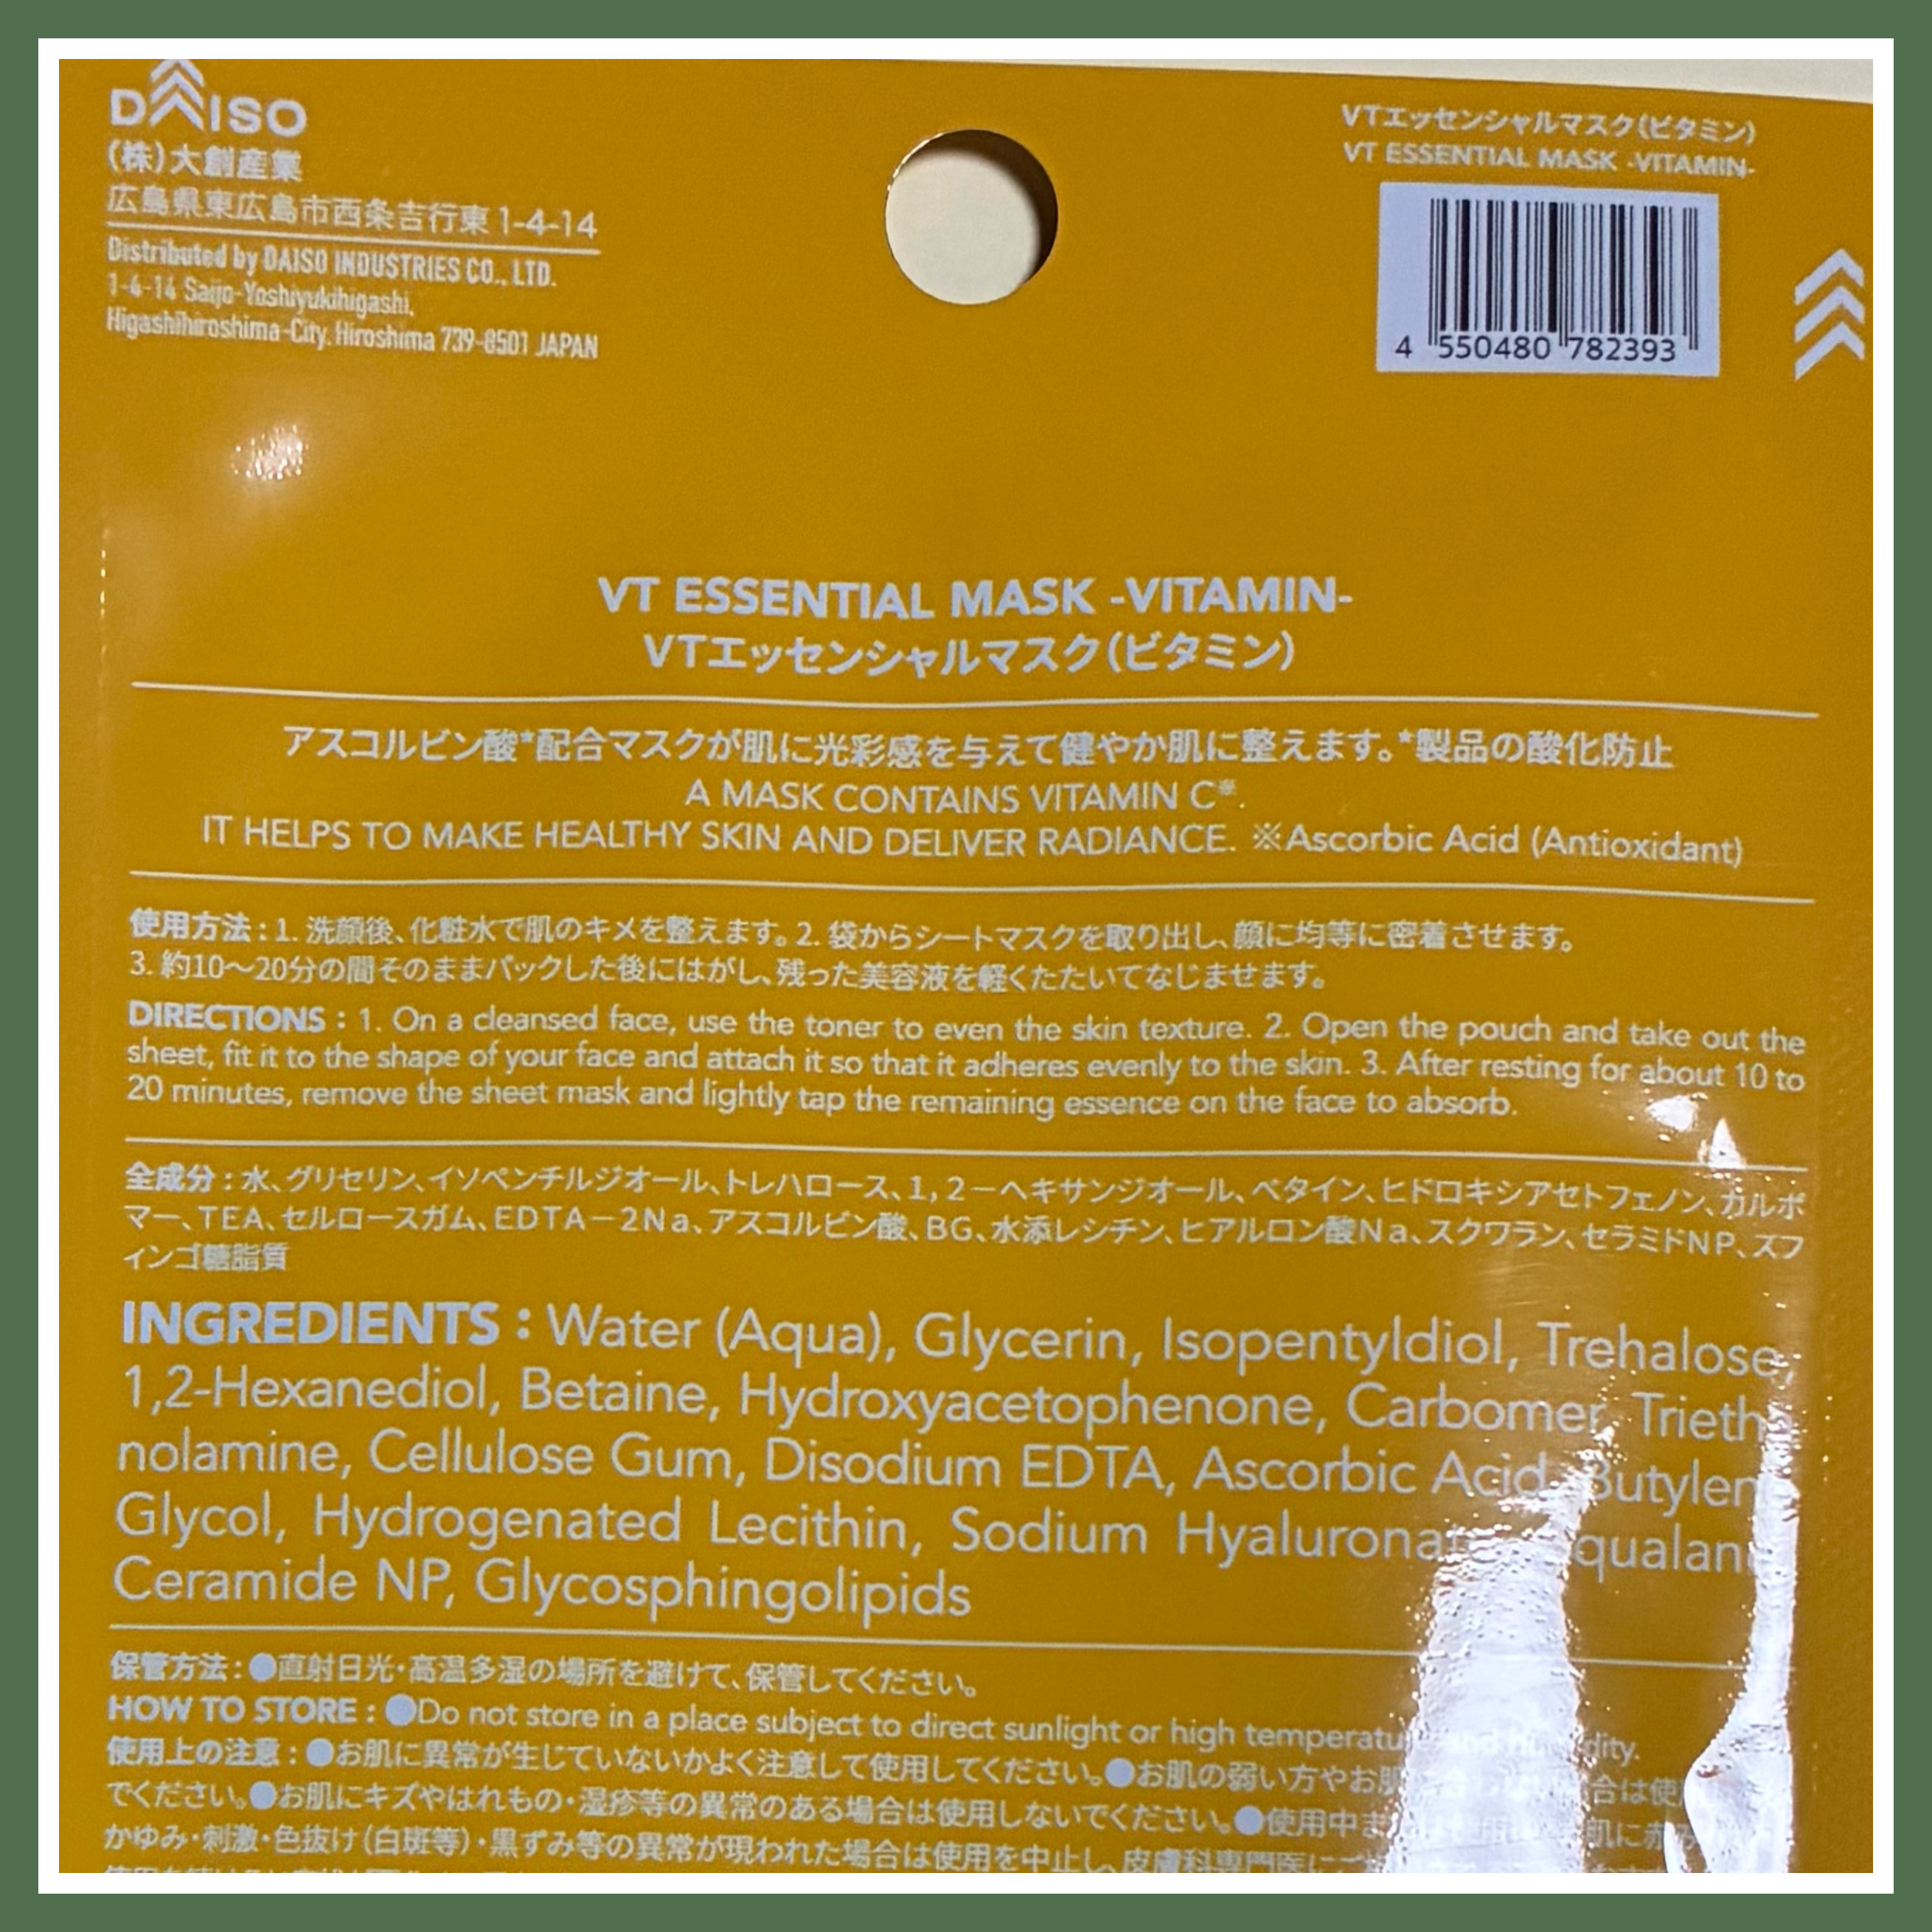 DAISO
(株)大創産業
広島県東広島市西条吉行東1-4-14
Distributed by DAISO INDUSTRIES CO., LTD.
1-4-14 Saijo-Yoshiyukihigashi,
Higashihiroshima-City, Hiroshima 739-8501 JAPAN
VTエッセンシャルマスク(ビタミン)
VT ESSENTIAL MASK -VITAMIN-
4 550480 782393
VT ESSENTIAL MASK -VITAMIN-
VTエッセンシャルマスク(ビタミン)
アスコルビン酸*配合マスクが肌に光彩感を与えて健やか肌に整えます。*製品の酸化防止
A MASK CONTAINS VITAMIN C※.
IT HELPS TO MAKE HEALTHY SKIN AND DELIVER RADIANCE. ※Ascorbic Acid (Antioxidant)
使用方法：1. 洗顔後、化粧水で肌のキメを整えます。2. 袋からシートマスクを取り出し、顔に均等に密着させます。
3. 約10〜20分の間そのままパックした後にはがし、残った美容液を軽くたたいてなじませます。
DIRECTIONS : 1. On a cleansed face, use the toner to even the skin texture. 2. Open the pouch and take out the
sheet, fit it to the shape of your face and attach it so that it adheres evenly to the skin. 3. After resting for about 10 to
20 minutes, remove the sheet mask and lightly tap the remaining essence on the face to absorb.
全成分：水、グリセリン、イソペンチルジオール、トレハロース、1,2－ヘキサンジオール、ベタイン、ヒドロキシアセトフェノン、カルボ
マー、TEA、セルロースガム、EDTA－2Na、アスコルビン酸、BG、水添レシチン、ヒアルロン酸Na、スクワラン、セラミドNP、スフ
ィンゴ糖脂質
INGREDIENTS : Water (Aqua), Glycerin, Isopentyldiol, Trehalose,
1,2-Hexanediol, Betaine, Hydroxyacetophenone, Carbomer, Trieth
nolamine, Cellulose Gum, Disodium EDTA, Ascorbic Acid, Butylen
Glycol, Hydrogenated Lecithin, Sodium Hyaluronat qualan
Ceramide NP, Glycosphingolipids
保管方法：●直射日光・高温多湿の場所を避けて、保管してください。
HOW TO STORE : ●Do not store in a place subject to direct sunlight or high temperatu and hu dity.
使用上の注意：●お肌に異常が生じていないかよく注意して使用してください。●お肌の弱い方やお肌 合は使
でください。●お肌にキズやはれもの・湿疹等の異常のある場合は使用しないでください。●使用中ま 肌に赤
かゆみ・刺激・色抜け(白斑等)・黒ずみ等の異常が現われた場合は使用を中止し、皮膚科専門医に